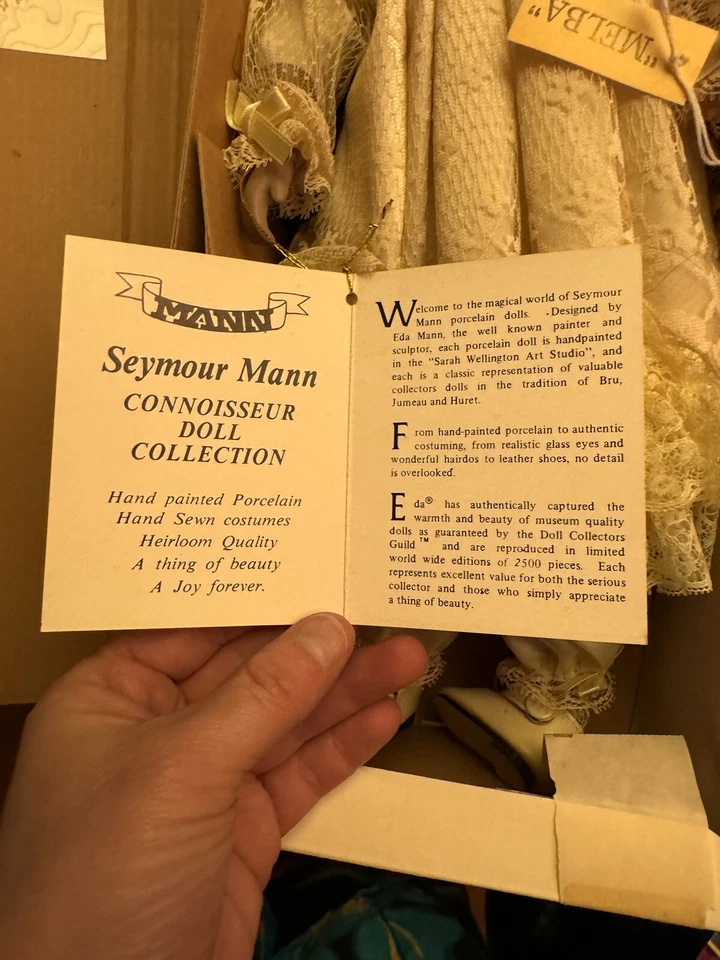 "MELBA"
MANN
Seymour Mann
CONNOISSEUR
DOLL
COLLECTION
Hand painted Porcelain
Hand Sewn costumes
Heirloom Quality
A thing of beauty
A Joy forever.
Welcome to the magical world of Seymour
Mann porcelain dolls. Designed by
Eda Mann, the well known painter and
sculptor, each porcelain doll is handpainted
in the "Sarah Wellington Art Studio", and
each is a classic representation of valuable
collectors dolls in the tradition of Bru,
Jumeau and Huret.
From hand-painted porcelain to authentic
costuming, from realistic glass eyes and
wonderful hairdos to leather shoes, no detail
is overlooked.
Eda® has authentically captured the
warmth and beauty of museum quality
dolls as guaranteed by the Doll Collectors
Guild™ and are reproduced in limited
world wide editions of 2500 pieces. Each
represents excellent value for both the serious
collector and those who simply appreciate
a thing of beauty.